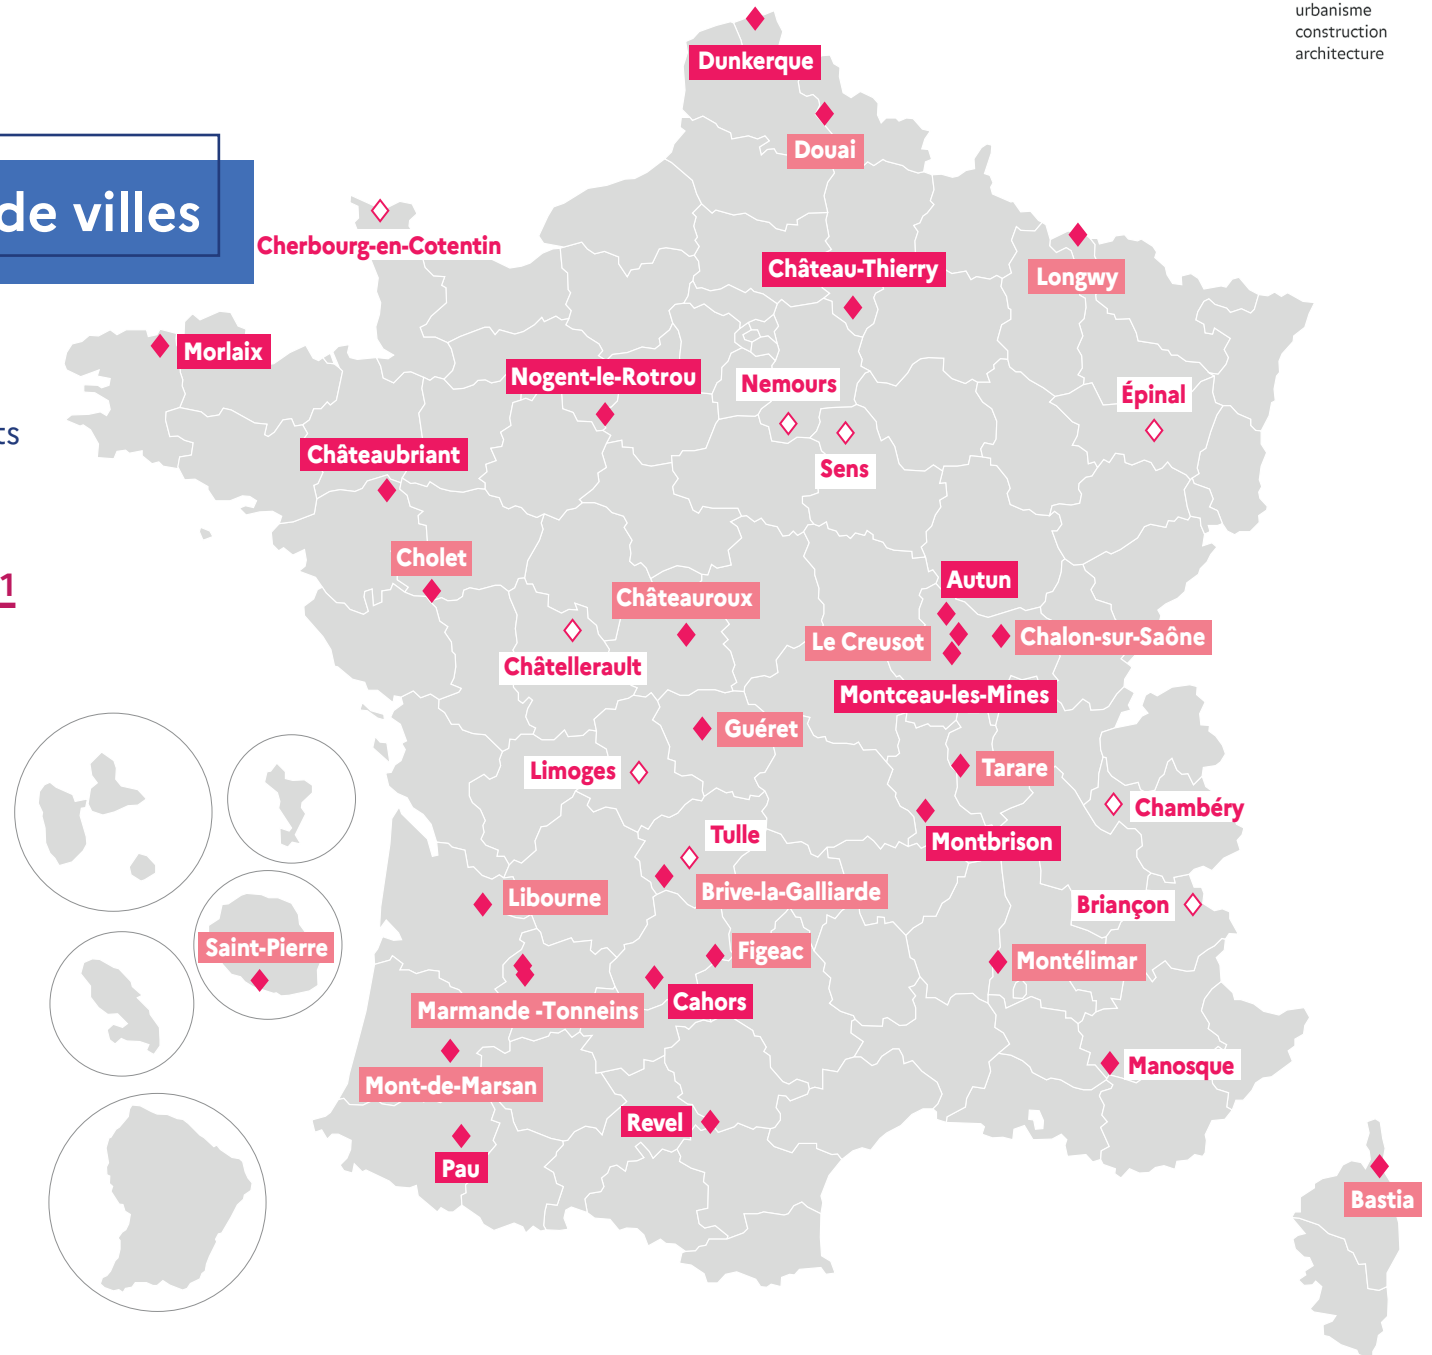 urbanisme
construction
architecture
Dunkerque
Douai
de villes
Cherbourg-en-Cotentin
Longwy
Château-Thierry
Morlaix
Nogent-le-Rotrou
Nemours
Épinal
ts
Châteaubriant
Sens
Cholet
1
Autun
Châteauroux
Le Creusot
Chalon-sur-Saône
Châtellerault
Montceau-les-Mines
Guéret
Limoges
Tarare
Chambéry
Tulle
Montbrison
Brive-la-Galliarde
Libourne
Briançon
Saint-Pierre
Figeac
Montélimar
Marmande -Tonneins
Cahors
Manosque
Mont-de-Marsan
Revel
Pau
Bastia